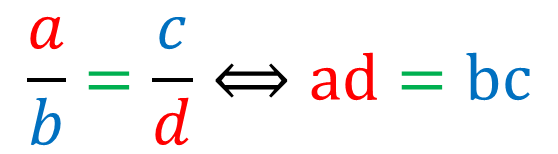 a/b = c/d ⟺ ad = bc